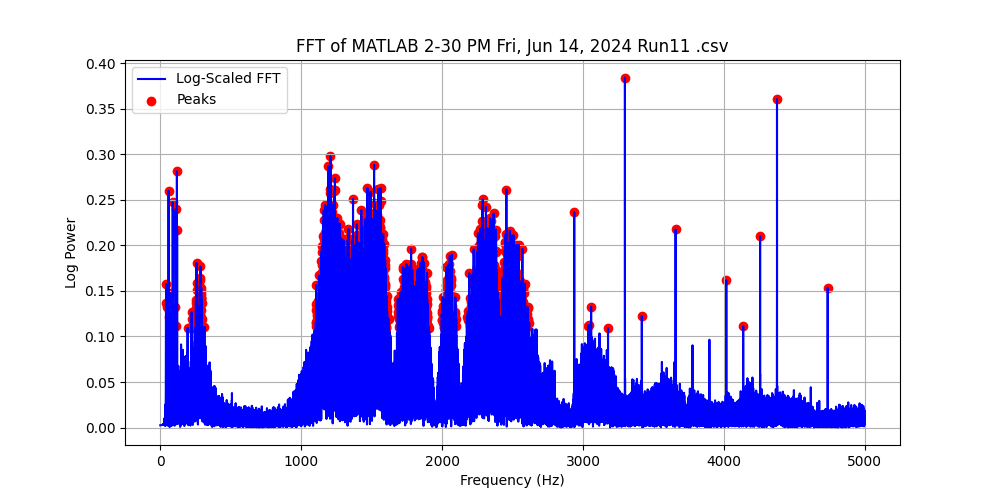 FFT of MATLAB 2-30 PM Fri, Jun 14, 2024 Run11 .csv
Log-Scaled FFT
Peaks
Log Power
0.40
0.35
0.30
0.25
0.20
0.15
0.10
0.05
0.00
0 1000 2000 3000 4000 5000
Frequency (Hz)